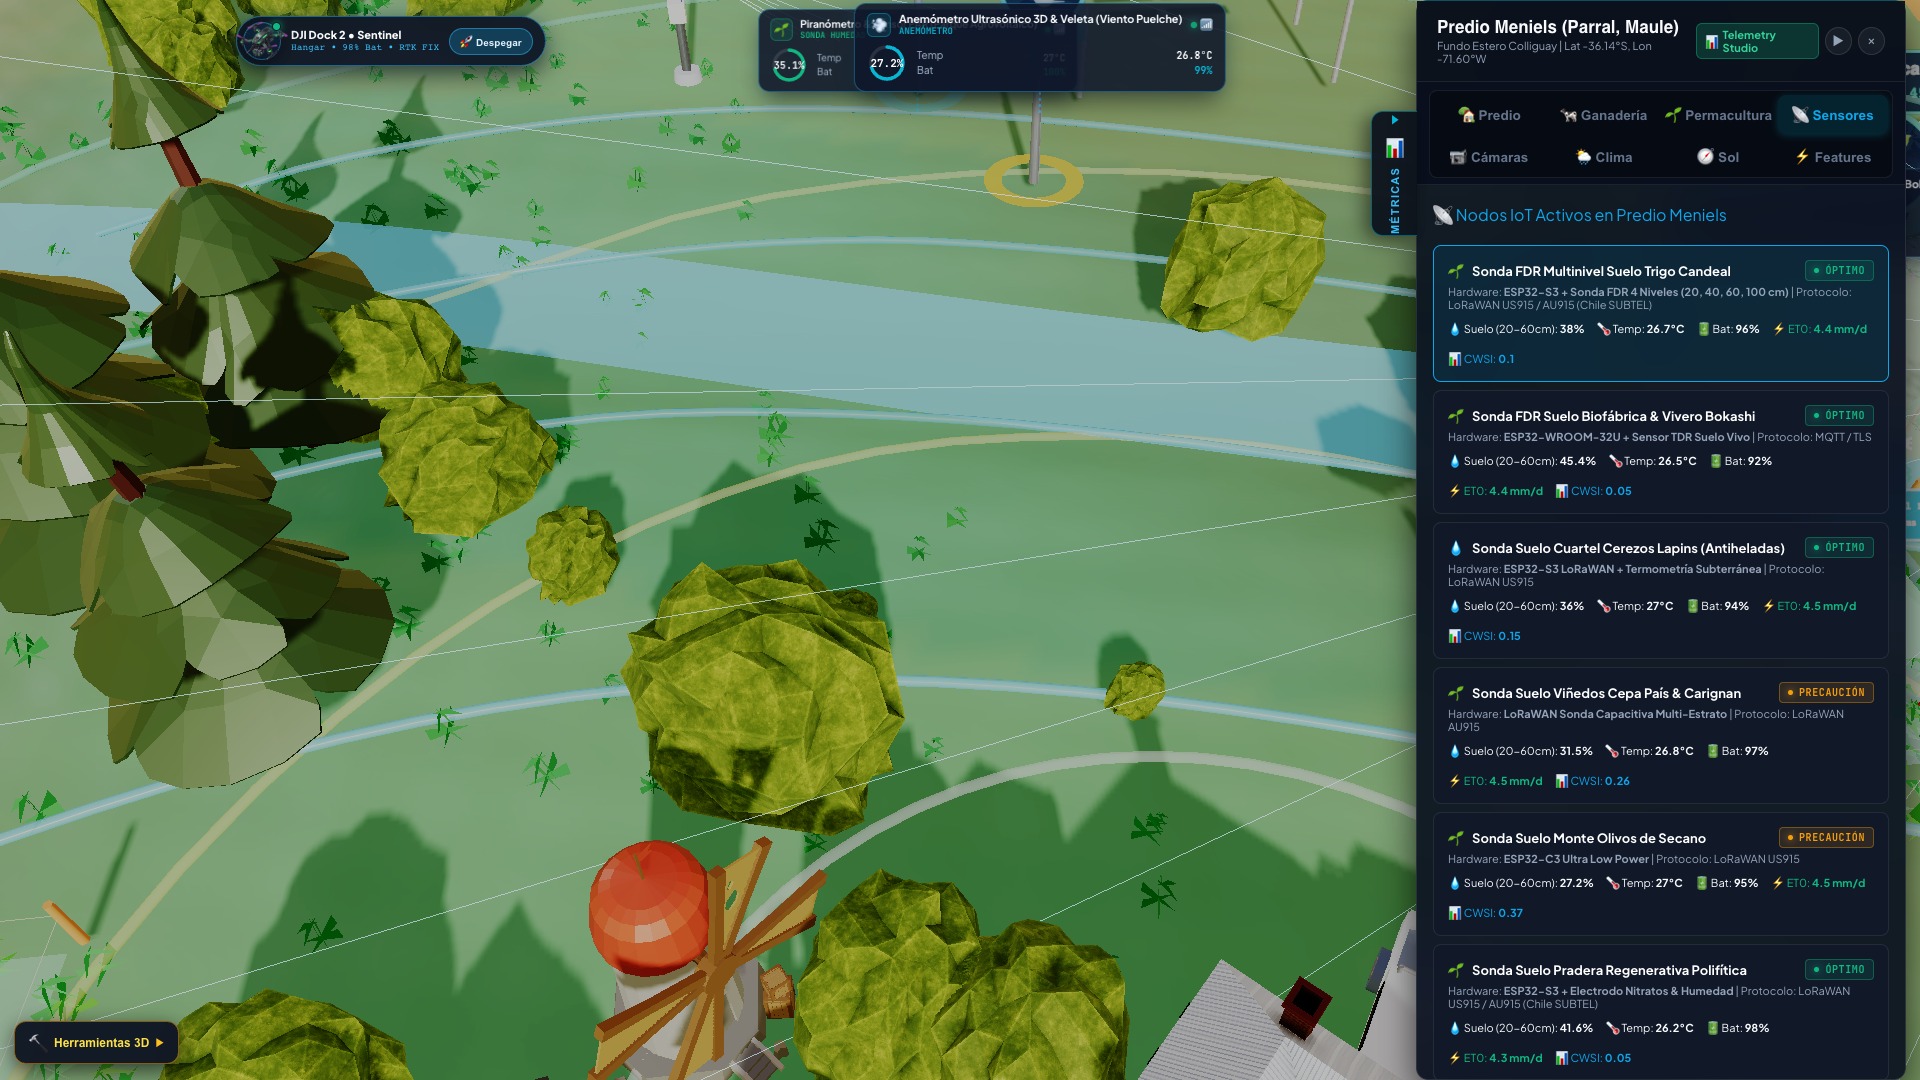 DJI Dock 2 • Sentinel
Hangar • 98% Bat • RTK FIX
Despegar
Piranómetro
SONDA HUMED
35.1%
Temp
Bat
Anemómetro Ultrasónico 3D & Veleta (Viento Puelche)
ANEMÓMETRO
27.2%
Temp
26.8°C
Bat
99%
MÉTRICAS
Predio Meniels (Parral, Maule)
Fundo Estero Colliguay | Lat -36.14°S, Lon
-71.60°W
Telemetry
Studio
Predio
Ganadería
Permacultura
Sensores
Cámaras
Clima
Sol
Features
Nodos IoT Activos en Predio Meniels
Sonda FDR Multinivel Suelo Trigo Candeal
ÓPTIMO
Hardware: ESP32-S3 + Sonda FDR 4 Niveles (20, 40, 60, 100 cm) | Protocolo:
LoRaWAN US915 / AU915 (Chile SUBTEL)
Suelo (20-60cm): 38% Temp: 26.7°C Bat: 96% ET0: 4.4 mm/d
CWSI: 0.1
Sonda FDR Suelo Biofábrica & Vivero Bokashi
ÓPTIMO
Hardware: ESP32-WROOM-32U + Sensor TDR Suelo Vivo | Protocolo: MQTT / TLS
Suelo (20-60cm): 45.4% Temp: 26.5°C Bat: 92%
ET0: 4.4 mm/d CWSI: 0.05
Sonda Suelo Cuartel Cerezos Lapins (Antiheladas)
ÓPTIMO
Hardware: ESP32-S3 LoRaWAN + Termometría Subterránea | Protocolo:
LoRaWAN US915
Suelo (20-60cm): 36% Temp: 27°C Bat: 94% ET0: 4.5 mm/d
CWSI: 0.15
Sonda Suelo Viñedos Cepa País & Carignan
PRECAUCIÓN
Hardware: LoRaWAN Sonda Capacitiva Multi-Estrato | Protocolo: LoRaWAN
AU915
Suelo (20-60cm): 31.5% Temp: 26.8°C Bat: 97%
ET0: 4.5 mm/d CWSI: 0.26
Sonda Suelo Monte Olivos de Secano
PRECAUCIÓN
Hardware: ESP32-C3 Ultra Low Power | Protocolo: LoRaWAN US915
Suelo (20-60cm): 27.2% Temp: 27°C Bat: 95% ET0: 4.5 mm/d
CWSI: 0.37
Sonda Suelo Pradera Regenerativa Polifítica
ÓPTIMO
Hardware: ESP32-S3 + Electrodo Nitratos & Humedad | Protocolo: LoRaWAN
US915 / AU915 (Chile SUBTEL)
Suelo (20-60cm): 41.6% Temp: 26.2°C Bat: 98%
ET0: 4.3 mm/d CWSI: 0.05
Herramientas 3D